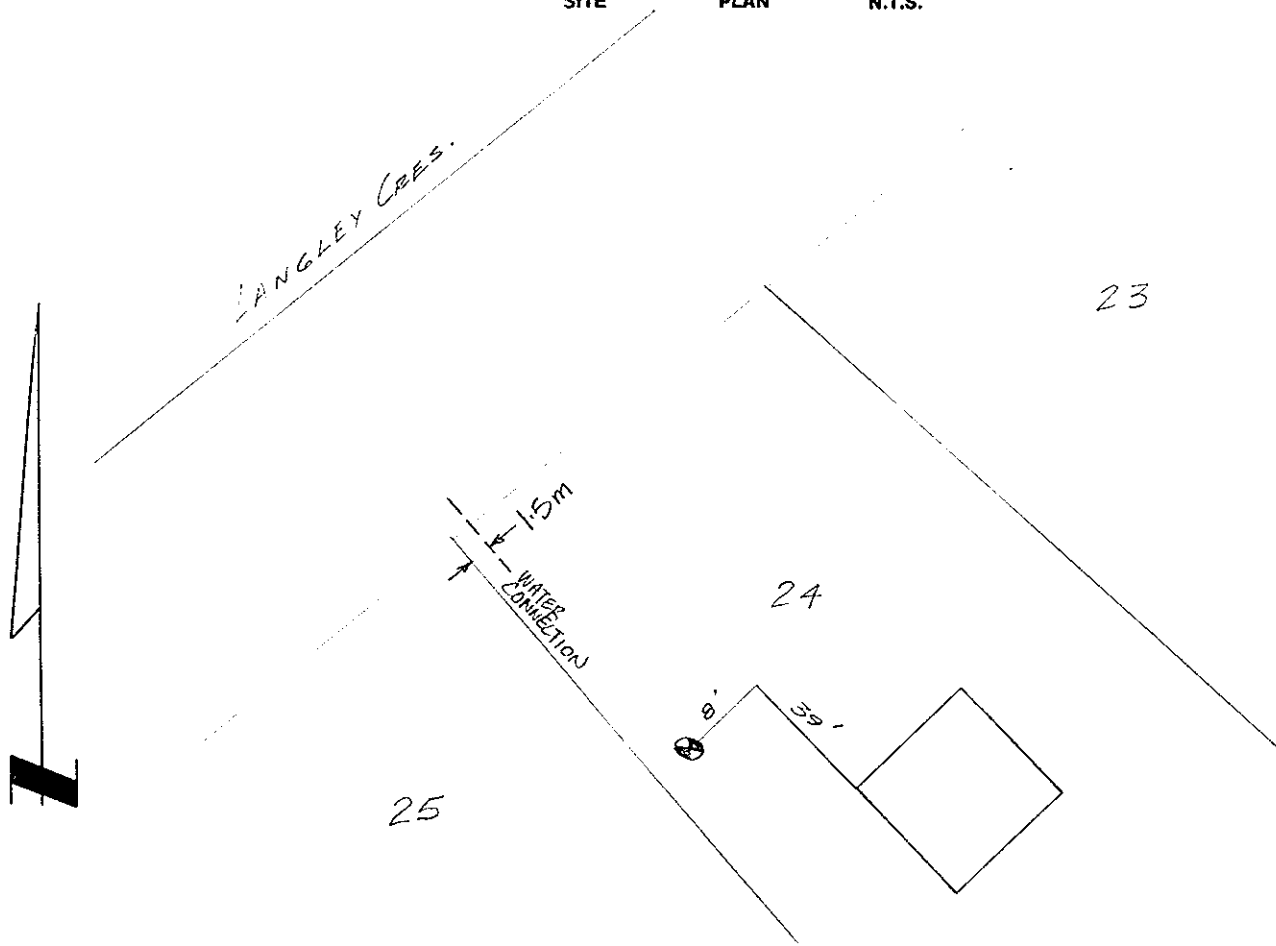 SITE PLAN N.T.S.
LANGLEY CRES.
23
1.5m
WATER
CONNECTION
24
8'
39'
25